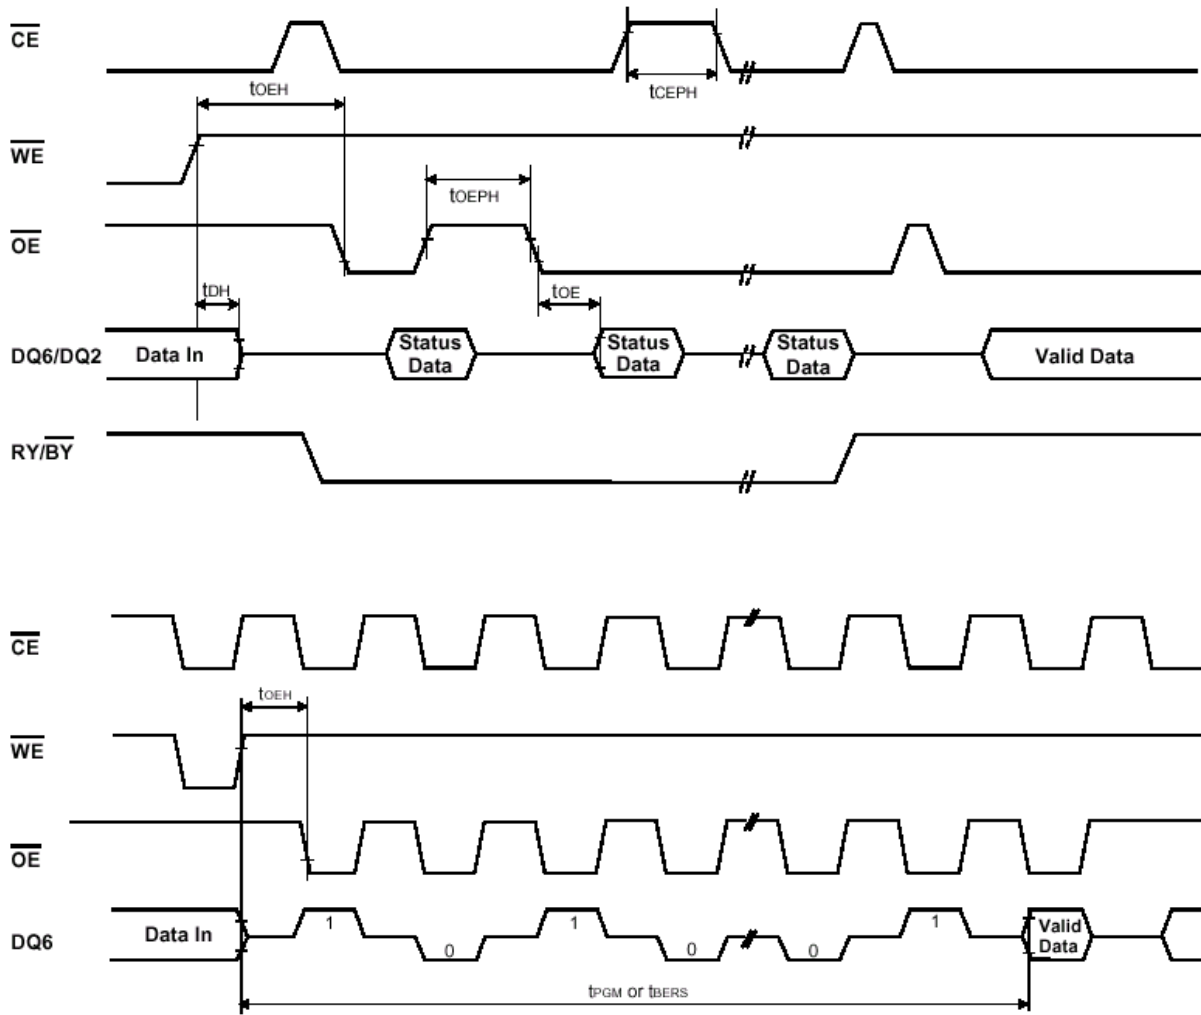 CE
tCEPH
tOEH
WE
tOEPH
OE
tDH
tOE
DQ6/DQ2
Data In
Status
Data
Status
Data
Status
Data
Valid Data
RY/BY
CE
tOEH
WE
OE
DQ6
Data In
1
0
1
0
0
1
Valid
Data
tPGM or tBERS